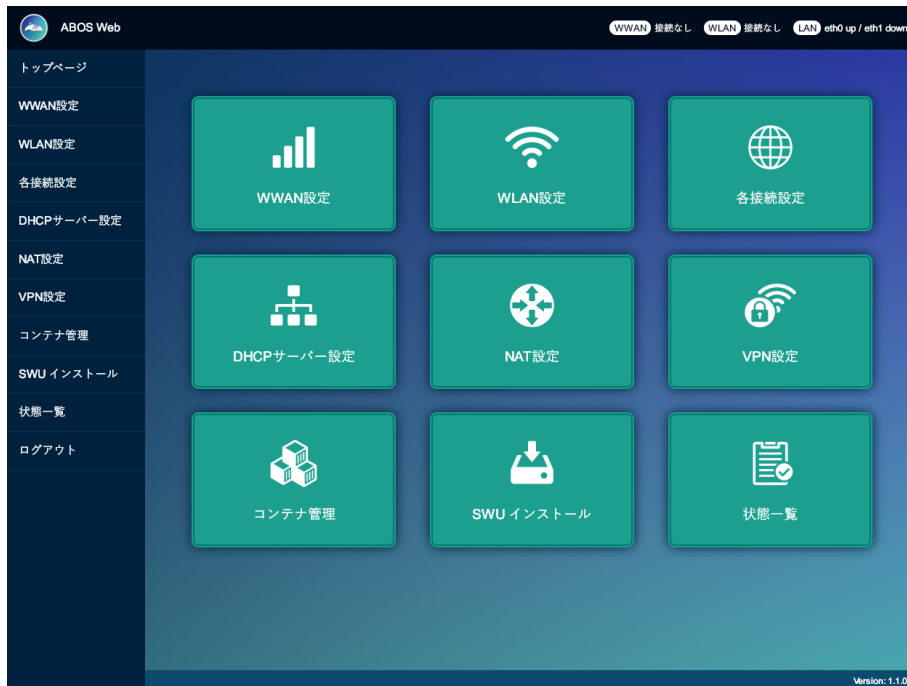 ABOS Web
WWAN 接続なし WLAN 接続なし LAN eth0 up / eth1 down
トップページ
WWAN設定
WLAN設定
各接続設定
DHCPサーバー設定
NAT設定
VPN設定
コンテナ管理
SWU インストール
状態一覧
ログアウト
WWAN設定
WLAN設定
各接続設定
DHCPサーバー設定
NAT設定
VPN設定
コンテナ管理
SWU インストール
状態一覧
Version: 1.1.0